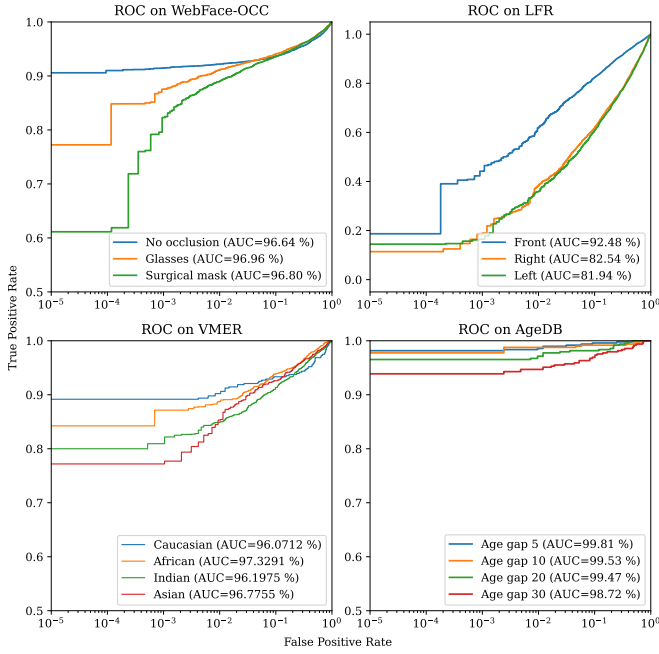 ROC on WebFace-OCC
1.0
0.9
0.8
0.7
0.6
0.5
No occlusion (AUC=96.64 %)
Glasses (AUC=96.96 %)
Surgical mask (AUC=96.80 %)
10⁻⁵ 10⁻⁴ 10⁻³ 10⁻² 10⁻¹ 10⁰
ROC on LFR
1.0
0.8
0.6
0.4
0.2
0.0
Front (AUC=92.48 %)
Right (AUC=82.54 %)
Left (AUC=81.94 %)
10⁻⁵ 10⁻⁴ 10⁻³ 10⁻² 10⁻¹ 10⁰
True Positive Rate
ROC on VMER
1.0
0.9
0.8
0.7
0.6
0.5
Caucasian (AUC=96.0712 %)
African (AUC=97.3291 %)
Indian (AUC=96.1975 %)
Asian (AUC=96.7755 %)
10⁻⁵ 10⁻⁴ 10⁻³ 10⁻² 10⁻¹ 10⁰
ROC on AgeDB
1.0
0.9
0.8
0.7
0.6
0.5
Age gap 5 (AUC=99.81 %)
Age gap 10 (AUC=99.53 %)
Age gap 20 (AUC=99.47 %)
Age gap 30 (AUC=98.72 %)
10⁻⁵ 10⁻⁴ 10⁻³ 10⁻² 10⁻¹ 10⁰
False Positive Rate